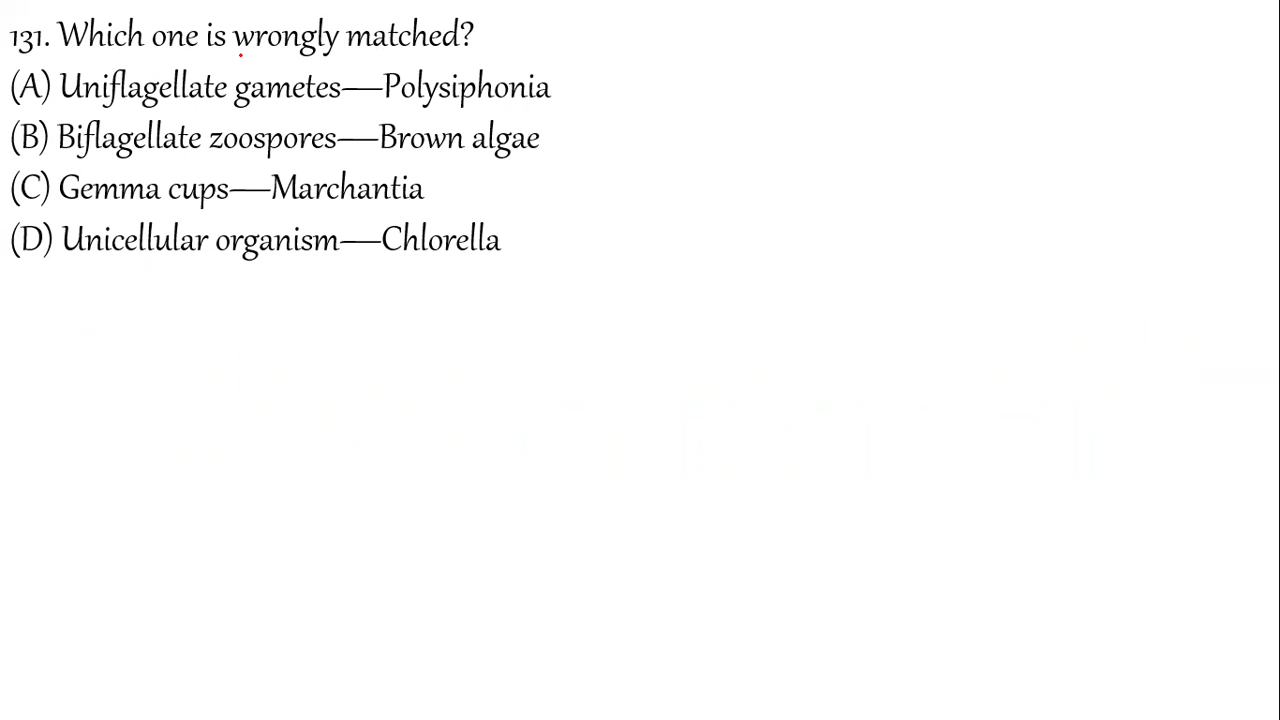 131. Which one is wrongly matched?
(A) Uniflagellate gametes—Polysiphonia
(B) Biflagellate zoospores—Brown algae
(C) Gemma cups—Marchantia
(D) Unicellular organism—Chlorella